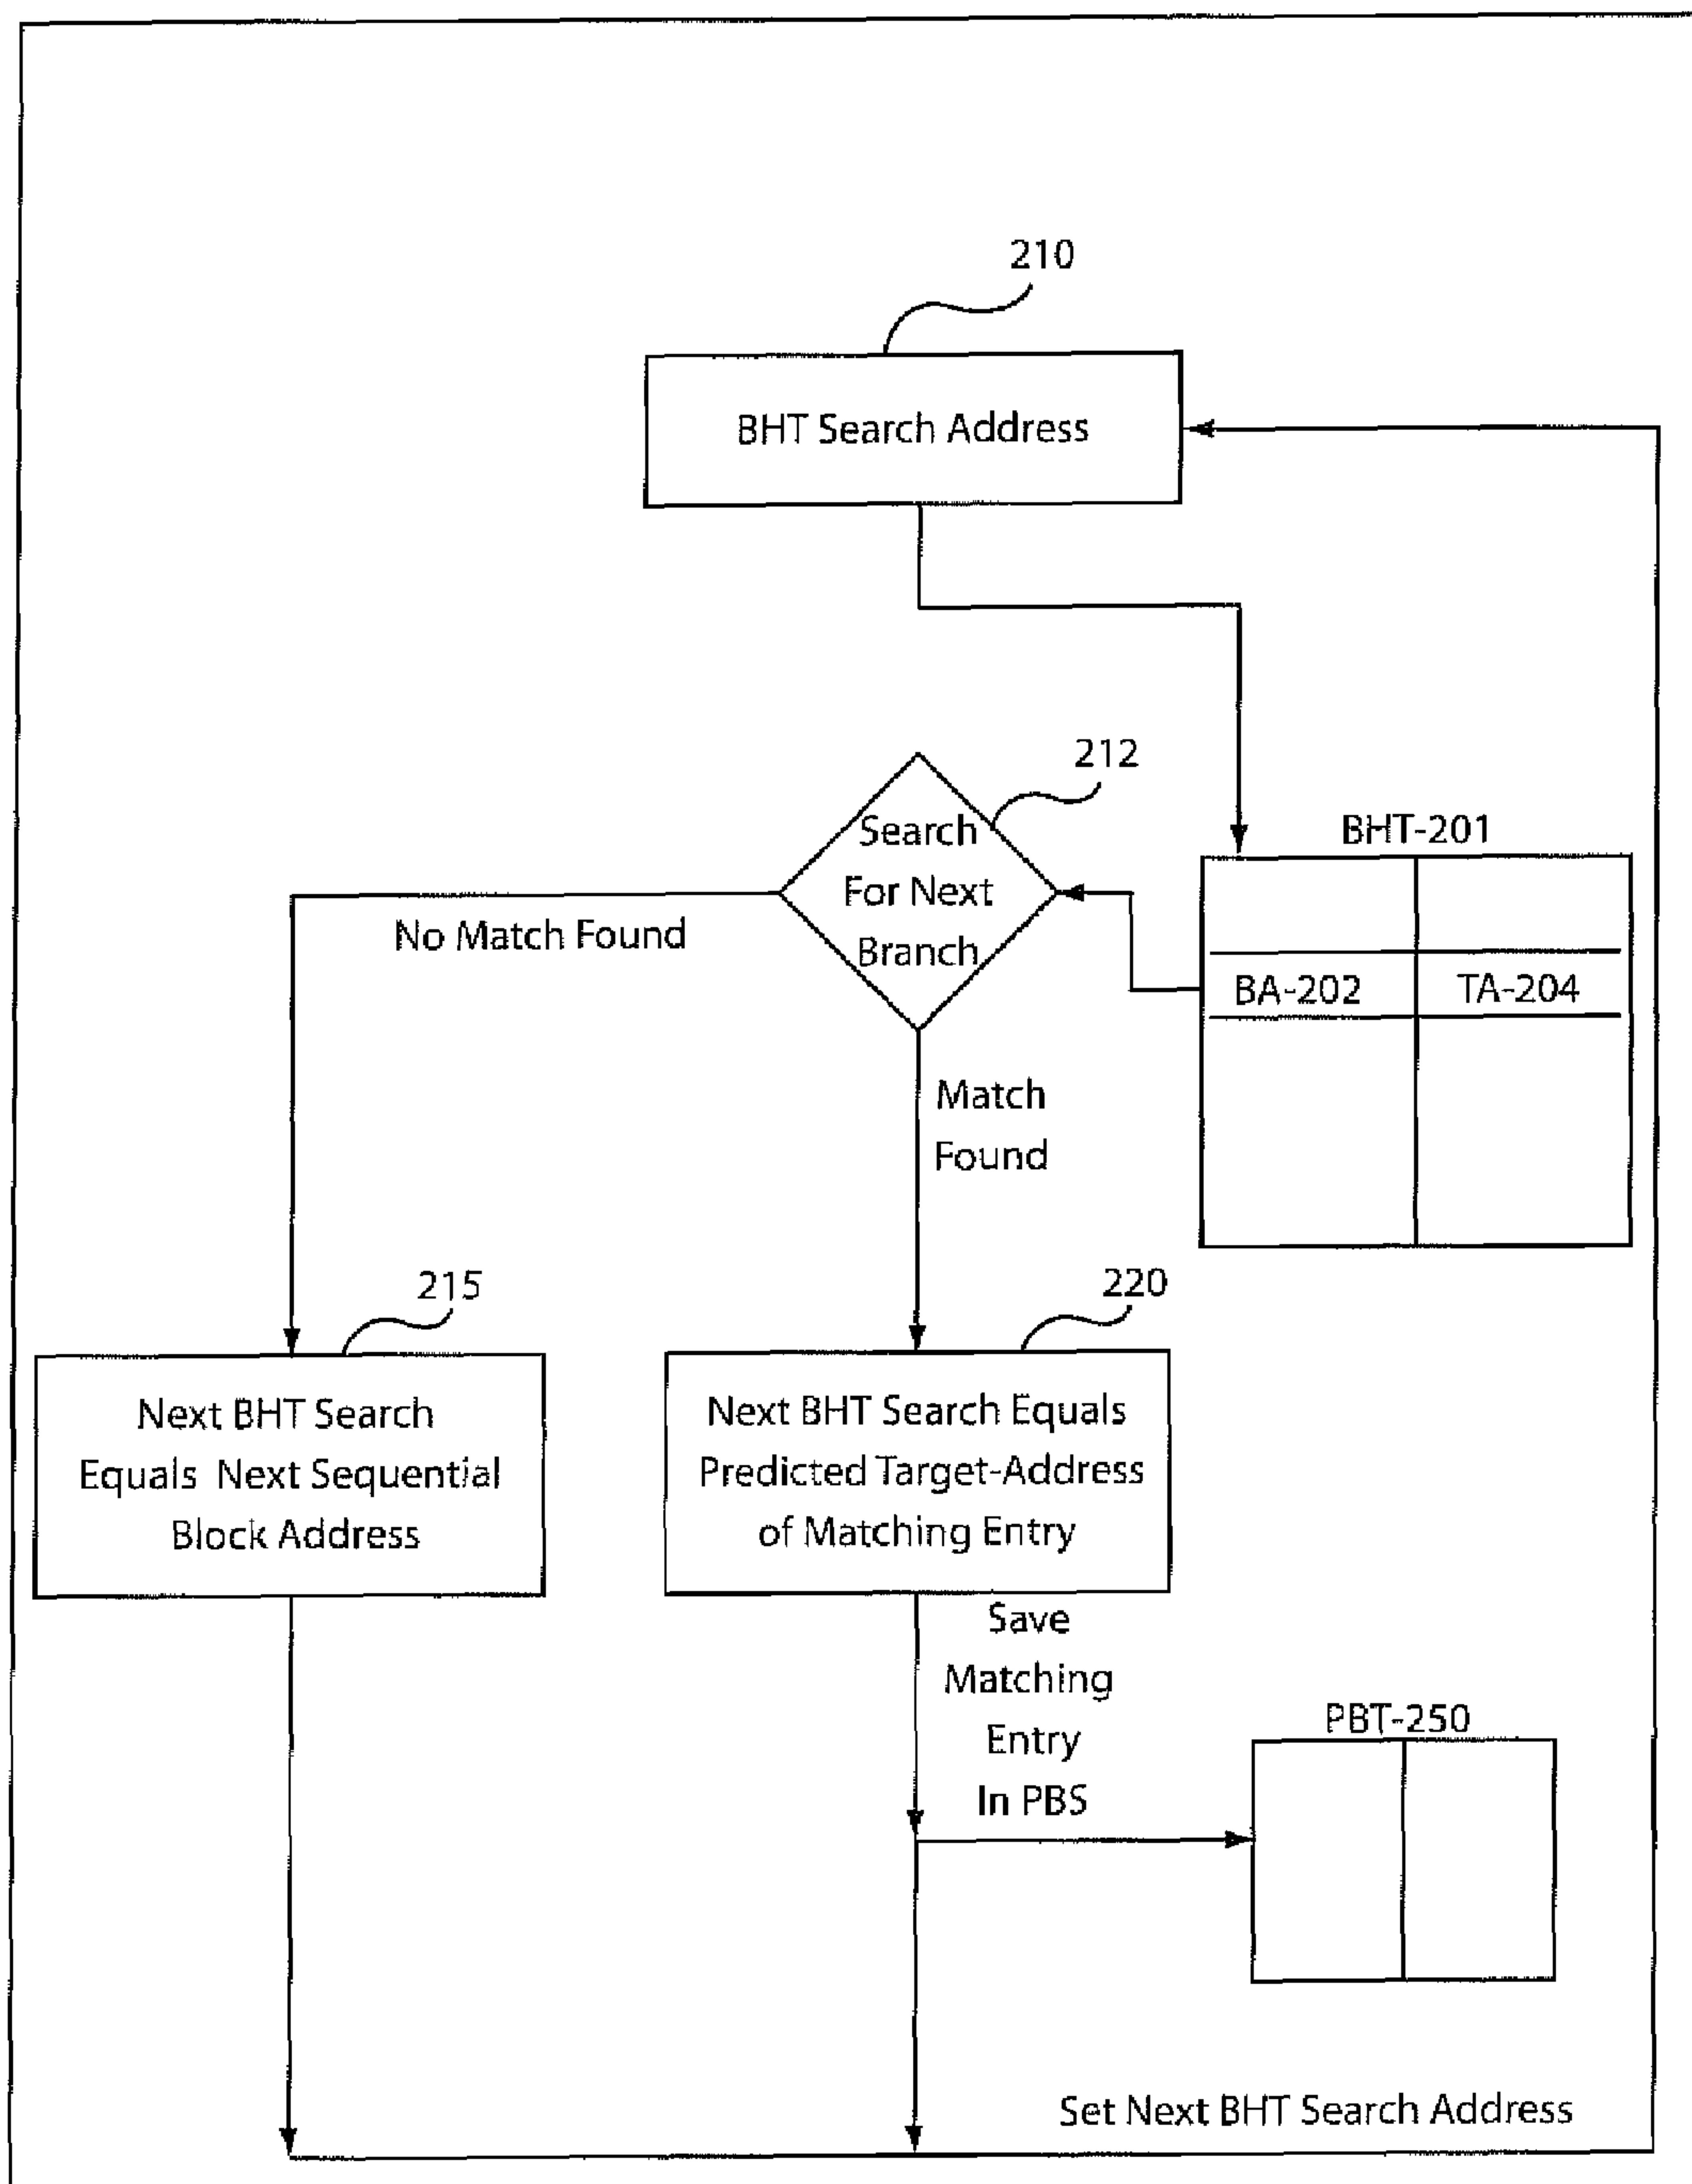 210
BHT Search Address
212
Search
For Next
Branch
BHT-201
No Match Found
BA-202
TA-204
Match
Found
215
220
Next BHT Search
Equals Next Sequential
Block Address
Next BHT Search Equals
Predicted Target-Address
of Matching Entry
Save
Matching
Entry
In PBS
PBT-250
Set Next BHT Search Address